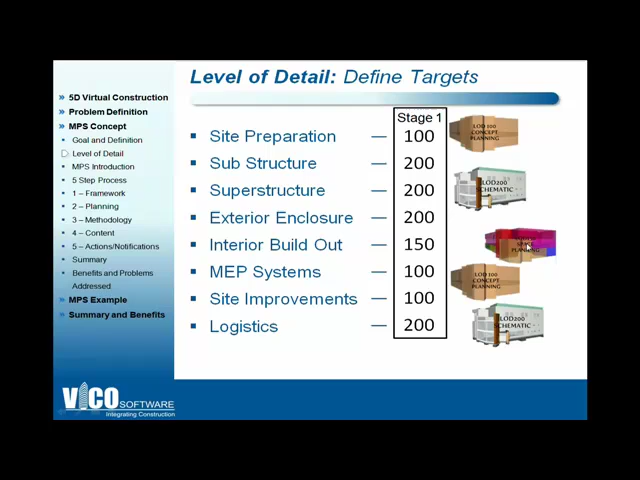 Level of Detail: Define Targets
5D Virtual Construction
Problem Definition
MPS Concept
Goal and Definition
Level of Detail
MPS Introduction
5 Step Process
1 – Framework
2 – Planning
3 – Methodology
4 – Content
5 – Actions/Notifications
Summary
Benefits and Problems
Addressed
MPS Example
Summary and Benefits
Stage 1
Site Preparation — 100
Sub Structure — 200
Superstructure — 200
Exterior Enclosure — 200
Interior Build Out — 150
MEP Systems — 100
Site Improvements — 100
Logistics — 200
LOD 100
CONCEPT
PLANNING
LOD200
SCHEMATIC
PLANNING
LOD 100
CONCEPT
PLANNING
LOD200
SCHEMATIC
VICO SOFTWARE
Integrating Construction